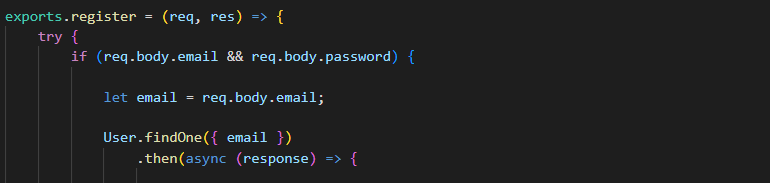 exports.register = (req, res) => {
try {
if (req.body.email && req.body.password) {
let email = req.body.email;
User.findOne({ email })
.then(async (response) => {